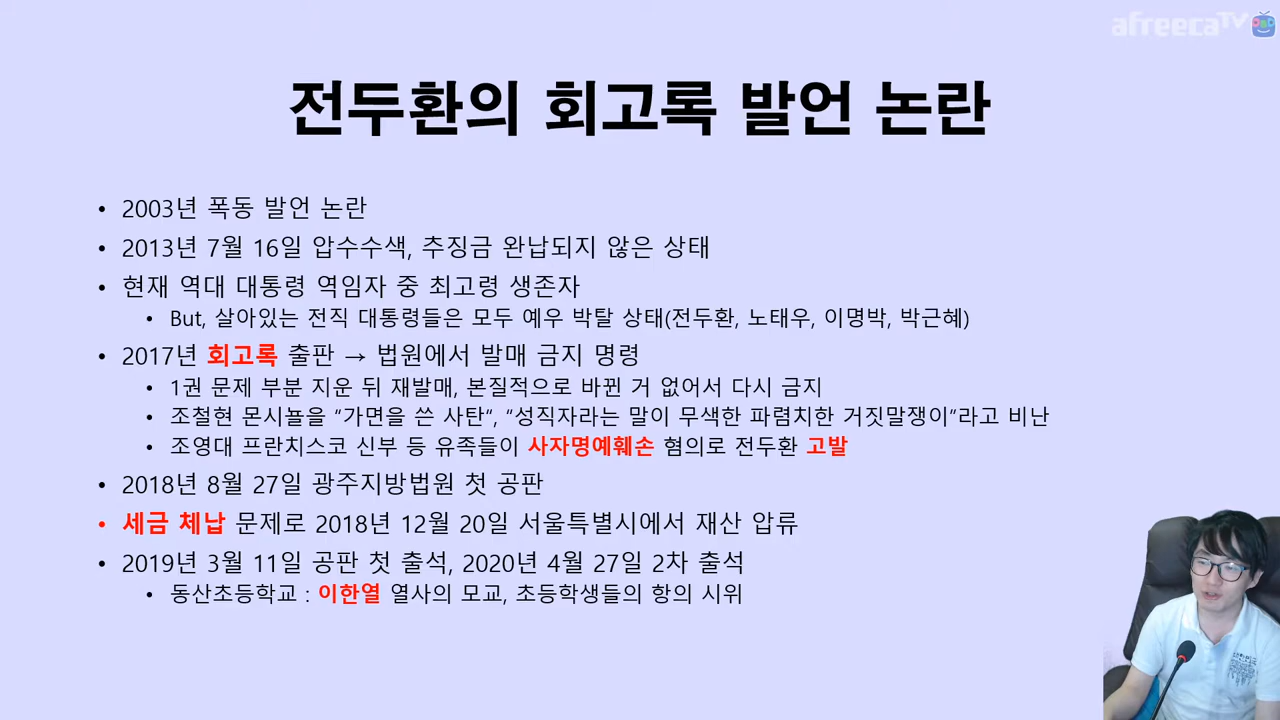 afreecaTV
전두환의 회고록 발언 논란
• 2003년 폭동 발언 논란
• 2013년 7월 16일 압수수색, 추징금 완납되지 않은 상태
• 현재 역대 대통령 역임자 중 최고령 생존자
• But, 살아있는 전직 대통령들은 모두 예우 박탈 상태(전두환, 노태우, 이명박, 박근혜)
• 2017년 회고록 출판 → 법원에서 발매 금지 명령
• 1권 문제 부분 지운 뒤 재발매, 본질적으로 바뀐 거 없어서 다시 금지
• 조철현 몬시뇰을 “가면을 쓴 사탄“, “성직자라는 말이 무색한 파렴치한 거짓말쟁이”라고 비난
• 조영대 프란치스코 신부 등 유족들이 사자명예훼손 혐의로 전두환 고발
• 2018년 8월 27일 광주지방법원 첫 공판
• 세금 체납 문제로 2018년 12월 20일 서울특별시에서 재산 압류
• 2019년 3월 11일 공판 첫 출석, 2020년 4월 27일 2차 출석
• 동산초등학교 : 이한열 열사의 모교, 초등학생들의 항의 시위